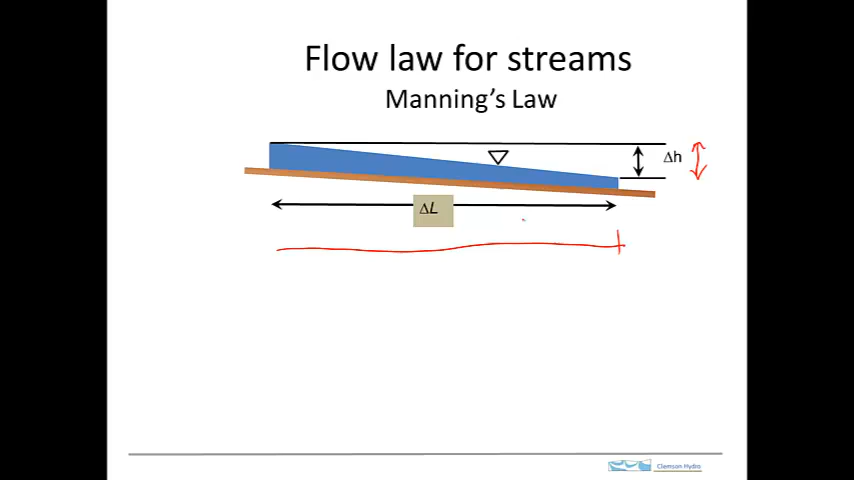 Flow law for streams
Manning's Law
Δh
ΔL
Clemson Hydro